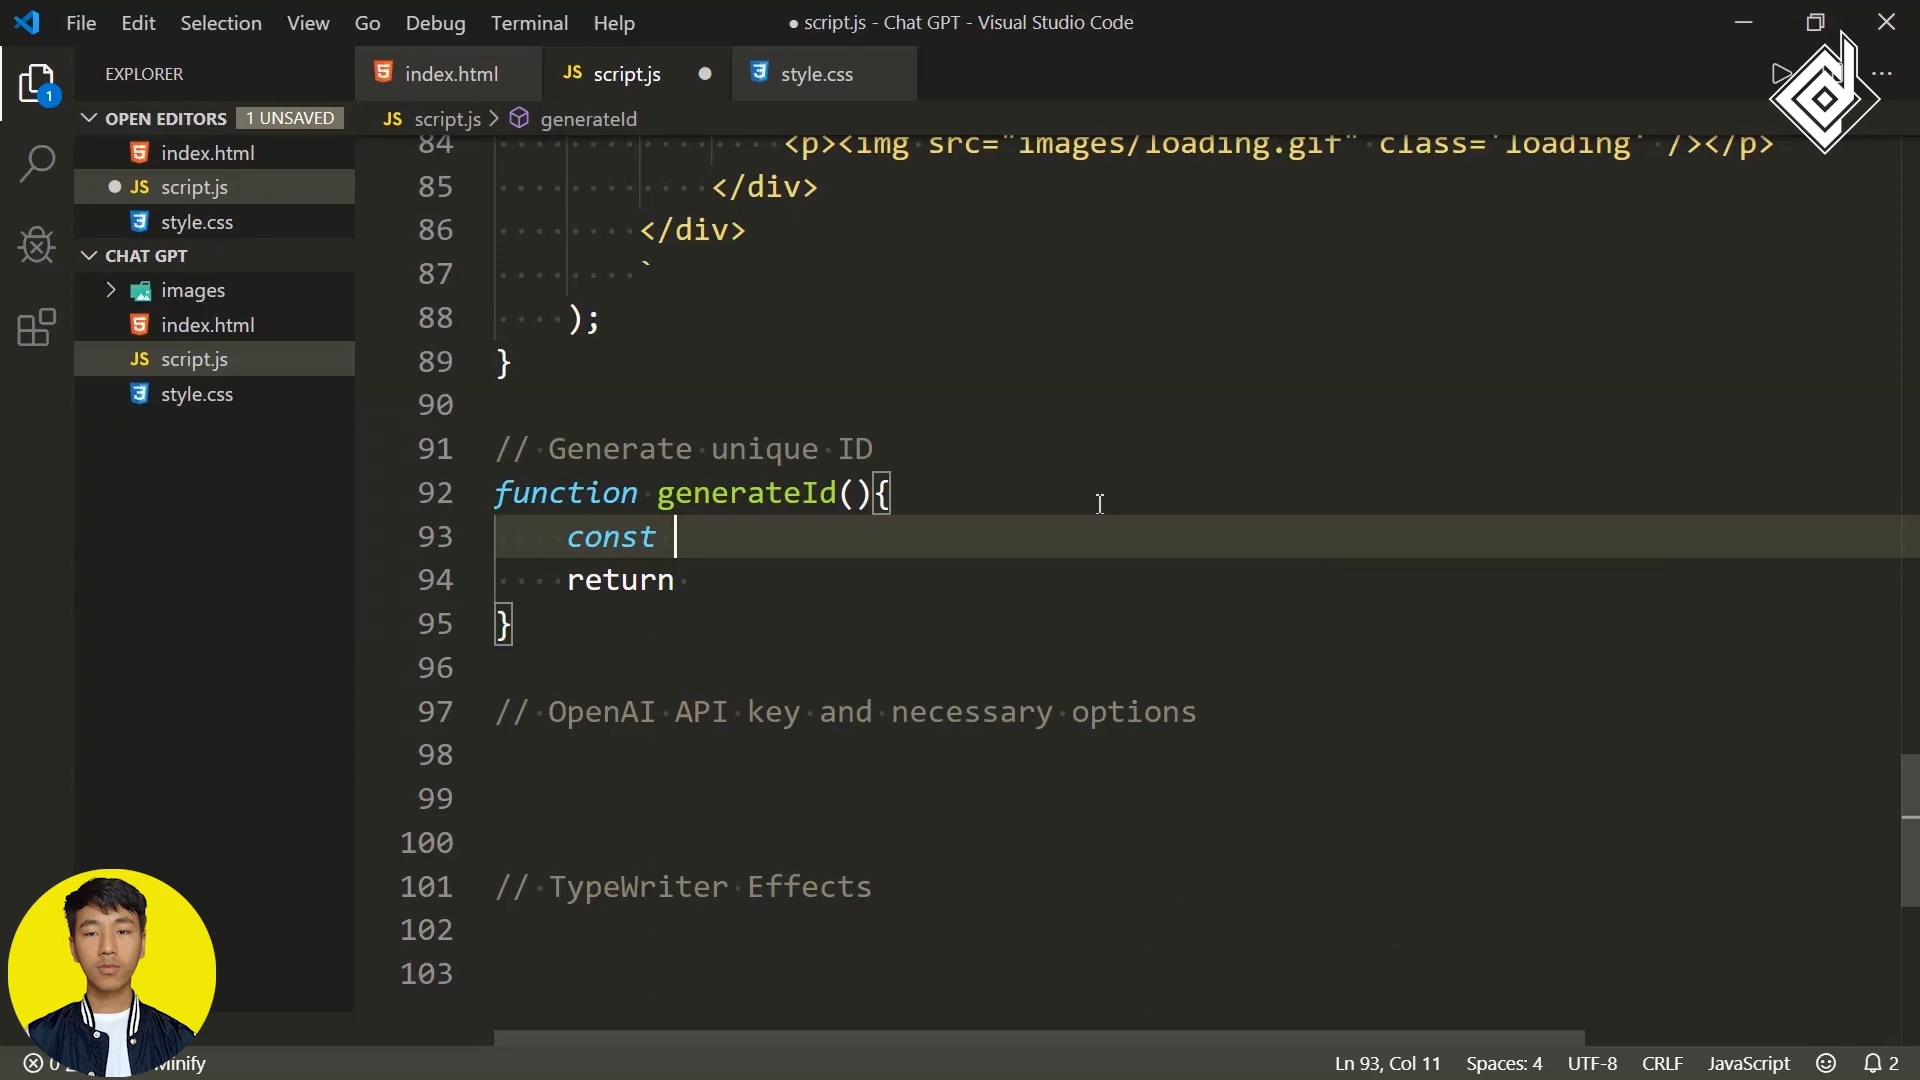 File Edit Selection View Go Debug Terminal Help
● script.js - Chat GPT - Visual Studio Code
EXPLORER
OPEN EDITORS 1 UNSAVED
index.html
script.js
style.css
CHAT GPT
images
index.html
script.js
style.css
1
index.html
JS script.js
style.css
JS script.js > generateId
84 <p><img src="images/loading.gif" class='loading' /></p>
85 </div>
86 </div>
87 `
88 );
89 }
90
91 // Generate unique ID
92 function generateId(){
93 const
94 return
95 }
96
97 // OpenAI API key and necessary options
98
99
100
101 // TypeWriter Effects
102
103
0
Minify
Ln 93, Col 11 Spaces: 4 UTF-8 CRLF JavaScript 2